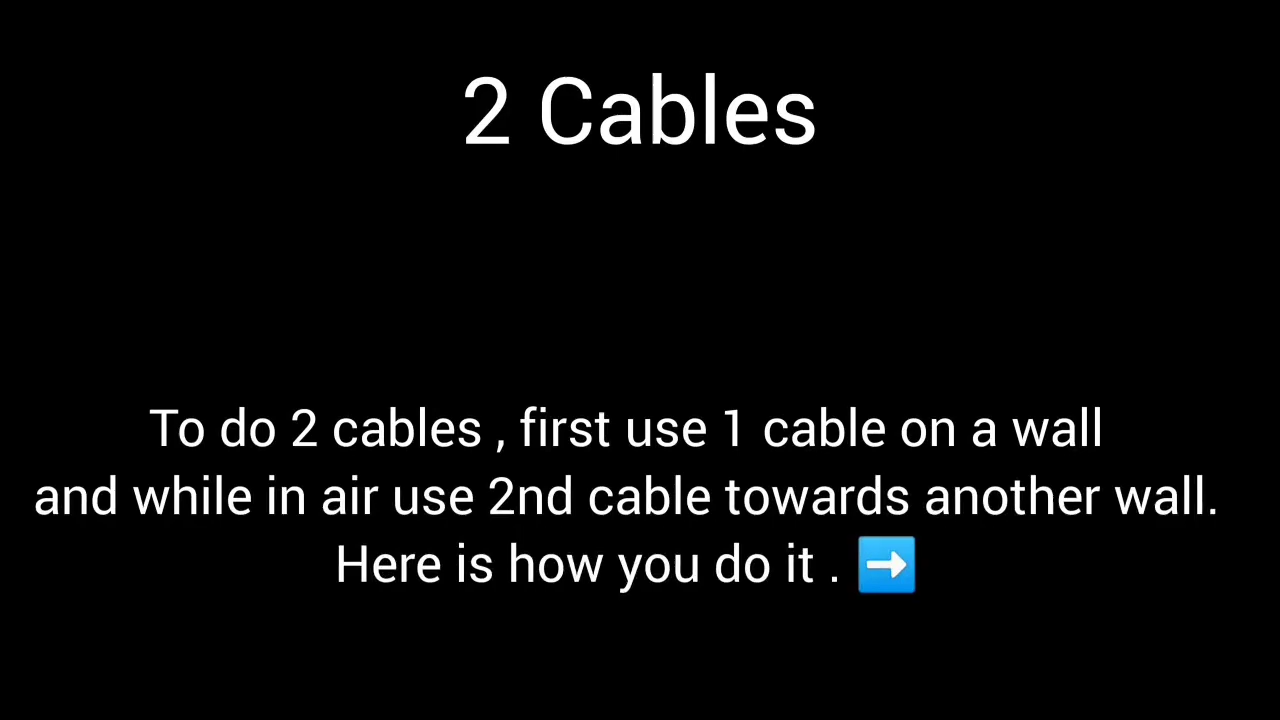 2 Cables
To do 2 cables , first use 1 cable on a wall
and while in air use 2nd cable towards another wall.
Here is how you do it . ➡️